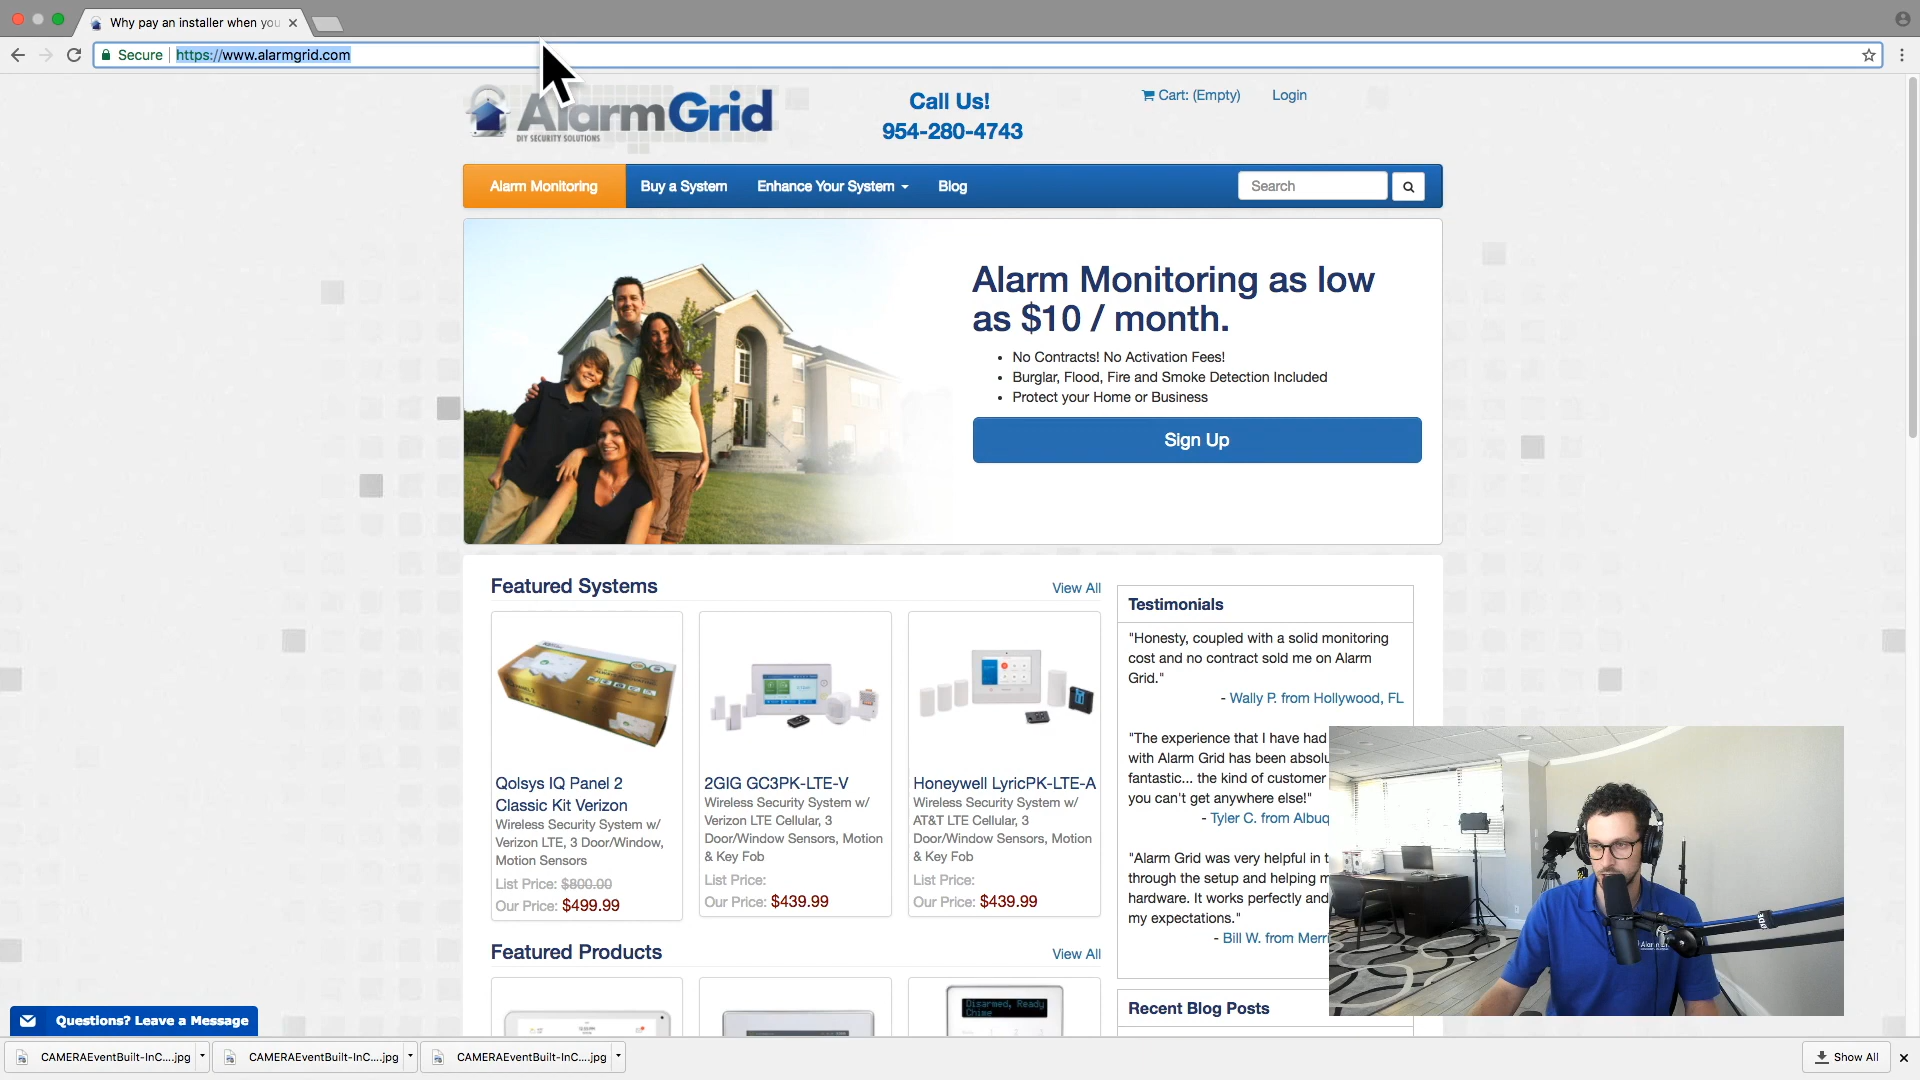 Why pay an installer when you
Secure
https://www.alarmgrid.com
AlarmGrid
DIY SECURITY SOLUTIONS
Call Us!
954-280-4743
Cart: (Empty)
Login
Alarm Monitoring
Buy a System
Enhance Your System
Blog
Search
Alarm Monitoring as low
as $10 / month.
• No Contracts! No Activation Fees!
• Burglar, Flood, Fire and Smoke Detection Included
• Protect your Home or Business
Sign Up
Featured Systems
View All
Qolsys IQ Panel 2
Classic Kit Verizon
Wireless Security System w/
Verizon LTE, 3 Door/Window,
Motion Sensors
List Price: $800.00
Our Price: $499.99
2GIG GC3PK-LTE-V
Wireless Security System w/
Verizon LTE Cellular, 3
Door/Window Sensors, Motion
& Key Fob
List Price:
Our Price: $439.99
Honeywell LyricPK-LTE-A
Wireless Security System w/
AT&T LTE Cellular, 3
Door/Window Sensors, Motion
& Key Fob
List Price:
Our Price: $439.99
Testimonials
"Honesty, coupled with a solid monitoring
cost and no contract sold me on Alarm
Grid."
- Wally P. from Hollywood, FL
"The experience that I have had
with Alarm Grid has been absolu
fantastic... the kind of customer
you can't get anywhere else!"
- Tyler C. from Albuq
"Alarm Grid was very helpful in t
through the setup and helping m
hardware. It works perfectly and
my expectations."
- Bill W. from Merri
Featured Products
View All
Disarmed, Ready
Chime
Recent Blog Posts
RODE
Questions? Leave a Message
CAMERAEventBuilt-InC....jpg
CAMERAEventBuilt-InC....jpg
CAMERAEventBuilt-InC....jpg
Show All